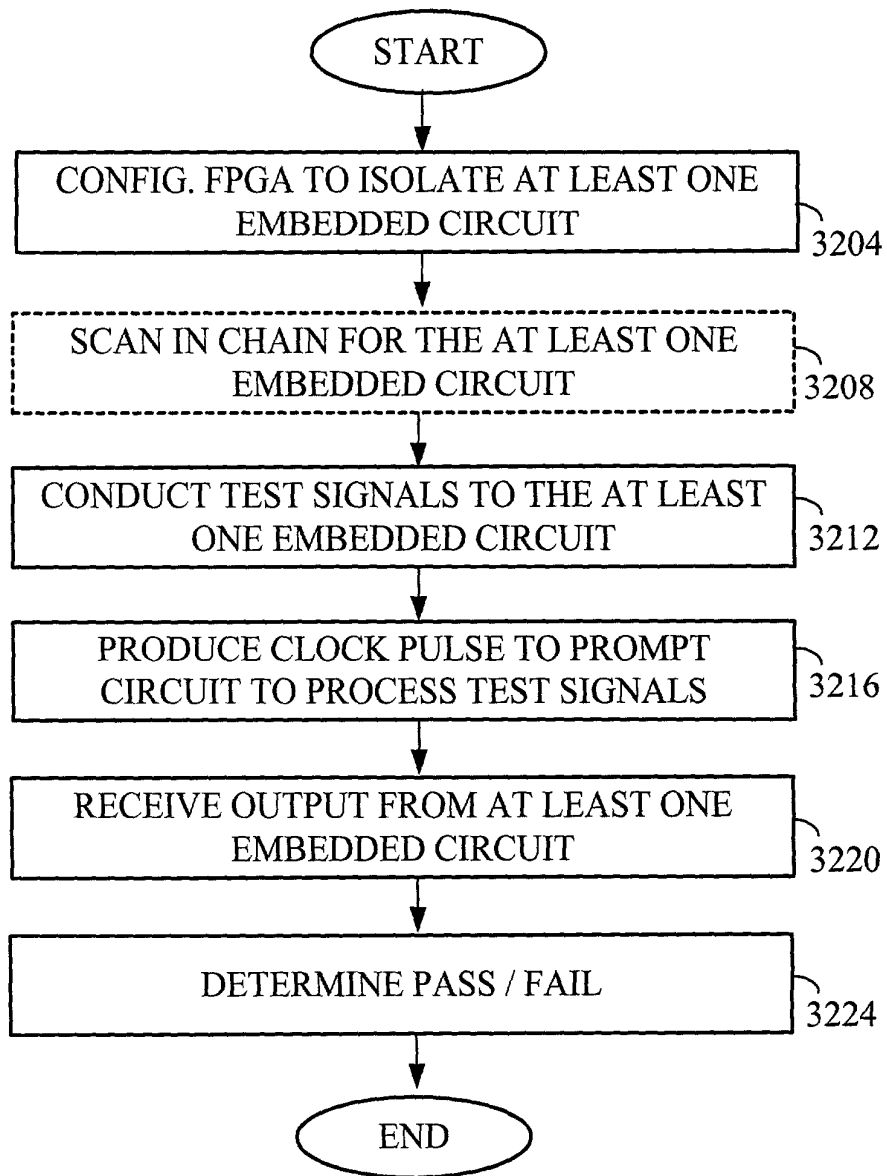 START
CONFIG. FPGA TO ISOLATE AT LEAST ONE
EMBEDDED CIRCUIT
3204
SCAN IN CHAIN FOR THE AT LEAST ONE
EMBEDDED CIRCUIT
3208
CONDUCT TEST SIGNALS TO THE AT LEAST
ONE EMBEDDED CIRCUIT
3212
PRODUCE CLOCK PULSE TO PROMPT
CIRCUIT TO PROCESS TEST SIGNALS
3216
RECEIVE OUTPUT FROM AT LEAST ONE
EMBEDDED CIRCUIT
3220
DETERMINE PASS / FAIL
3224
END